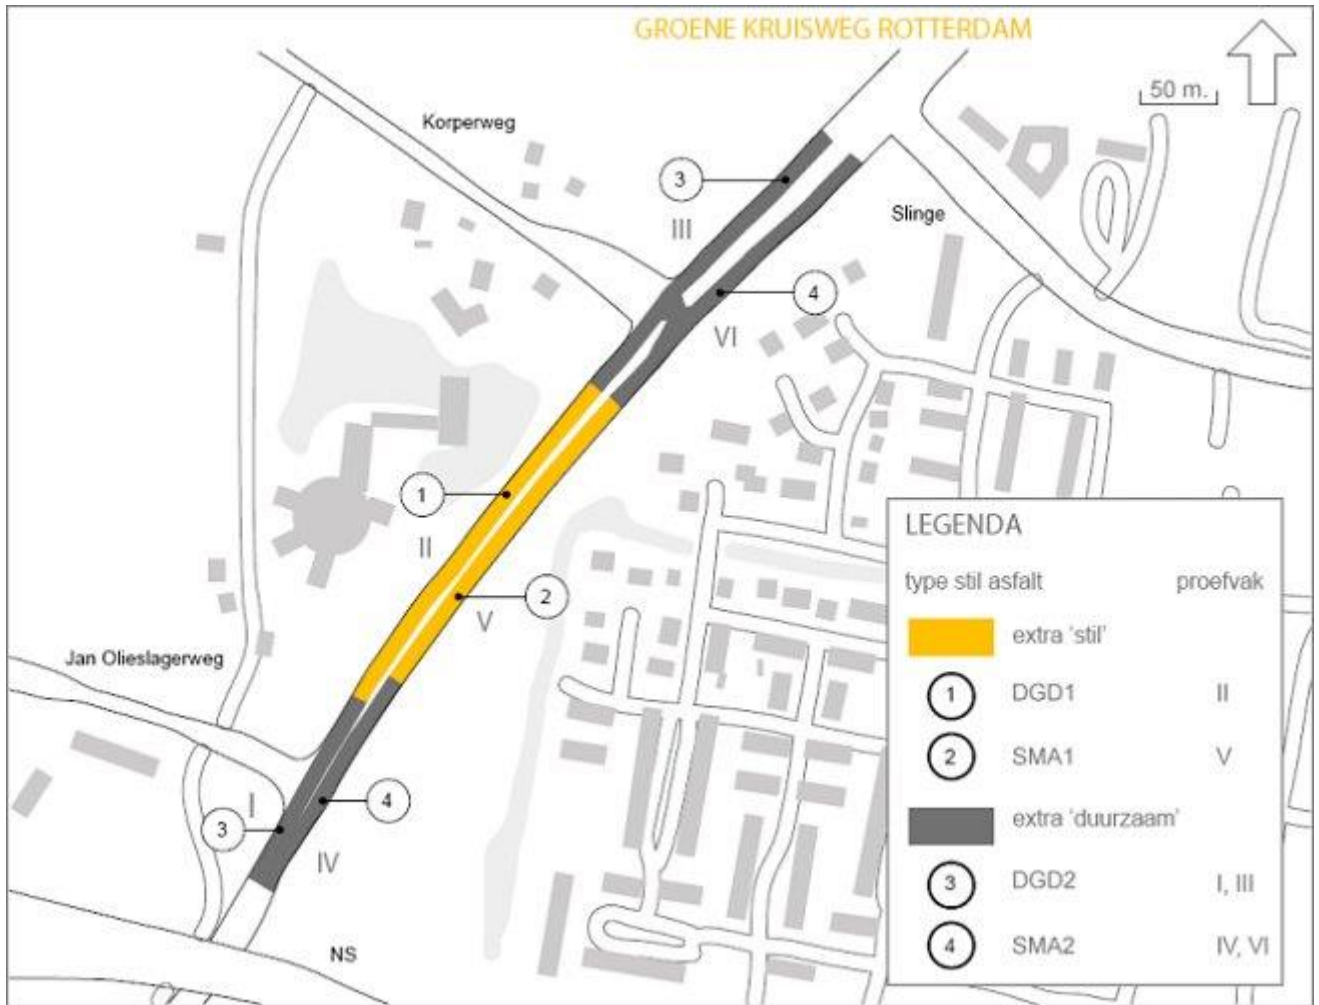 GROENE KRUISWEG ROTTERDAM
50 m.
Korperweg
3
III
Slinge
4
VI
1
II
2
V
Jan Olieslagerweg
I
3
4
IV
NS
LEGENDA
type stil asfalt proefvak
extra 'stil'
1 DGD1 II
2 SMA1 V
extra 'duurzaam'
3 DGD2 I, III
4 SMA2 IV, VI